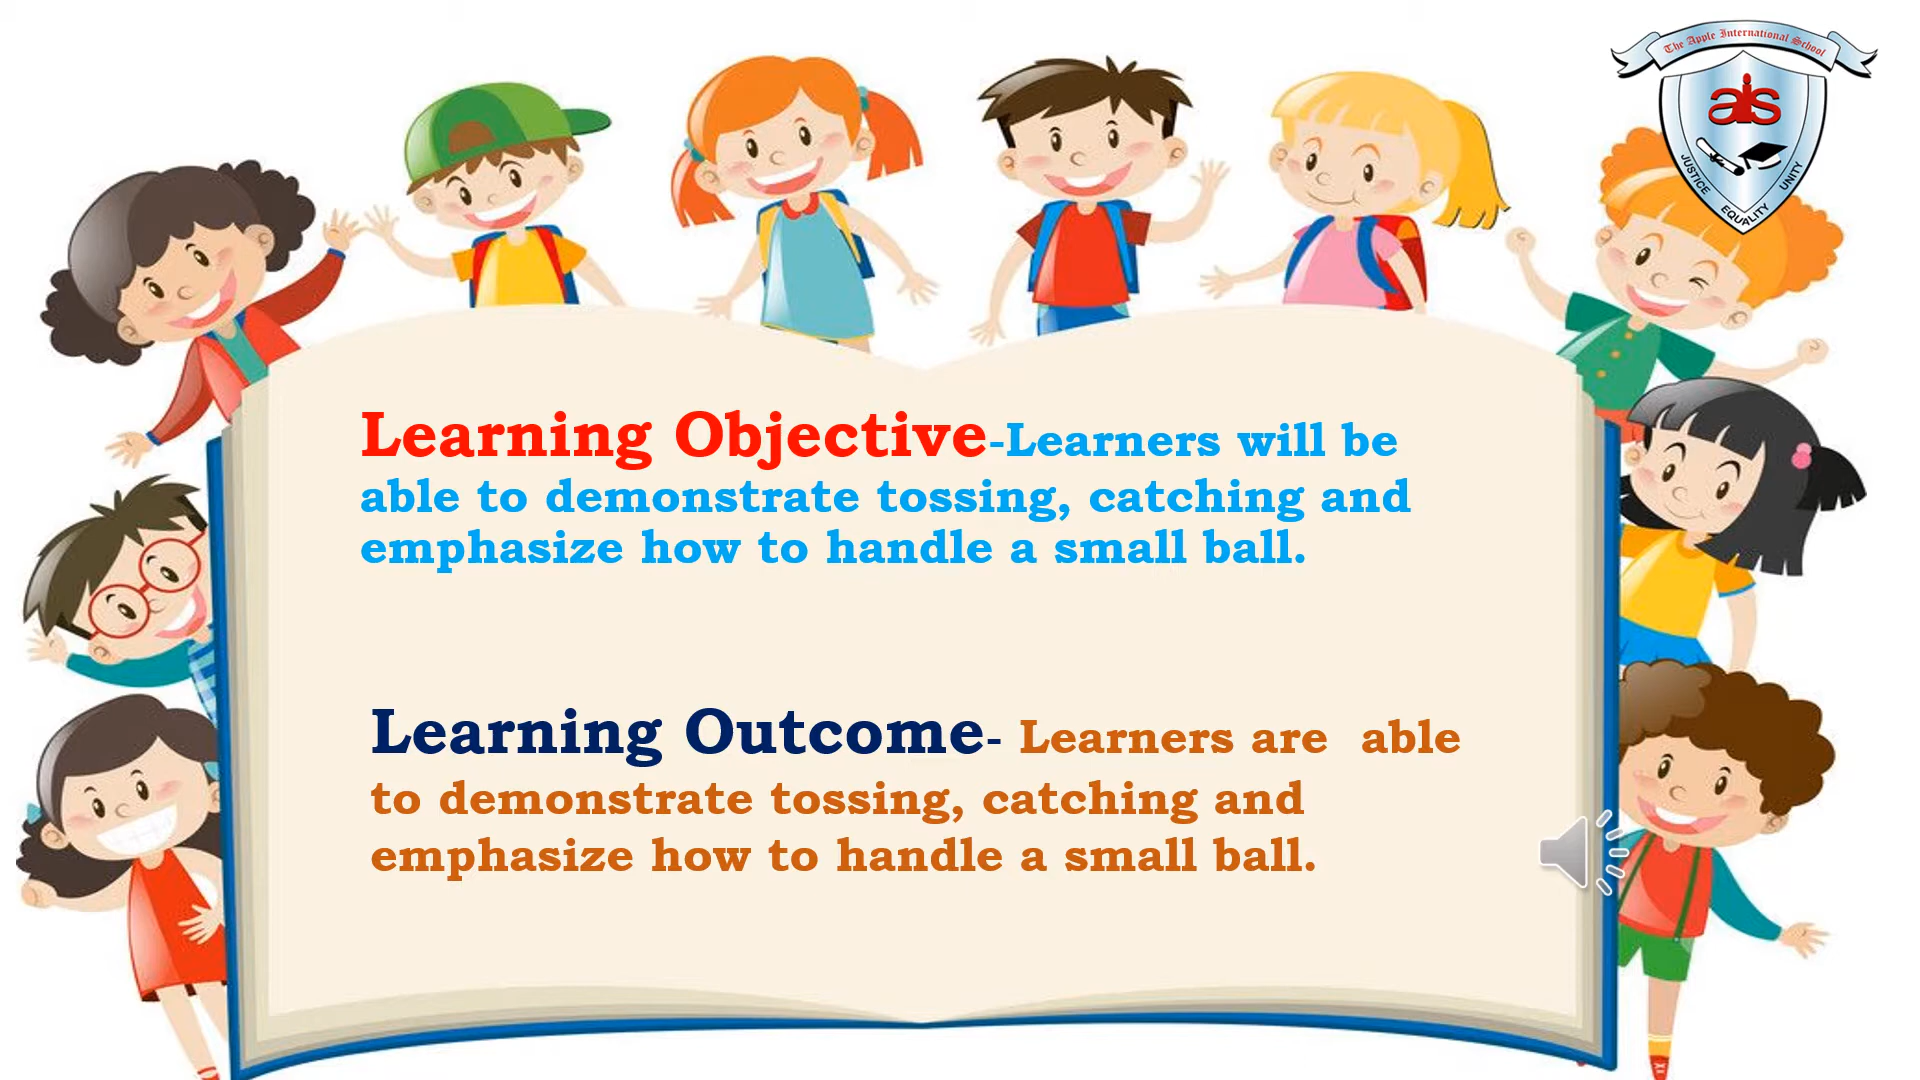 The Apple International School
ais
JUSTICE
EQUALITY
UNITY
Learning Objective-Learners will be
able to demonstrate tossing, catching and
emphasize how to handle a small ball.
Learning Outcome- Learners are  able
to demonstrate tossing, catching and
emphasize how to handle a small ball.